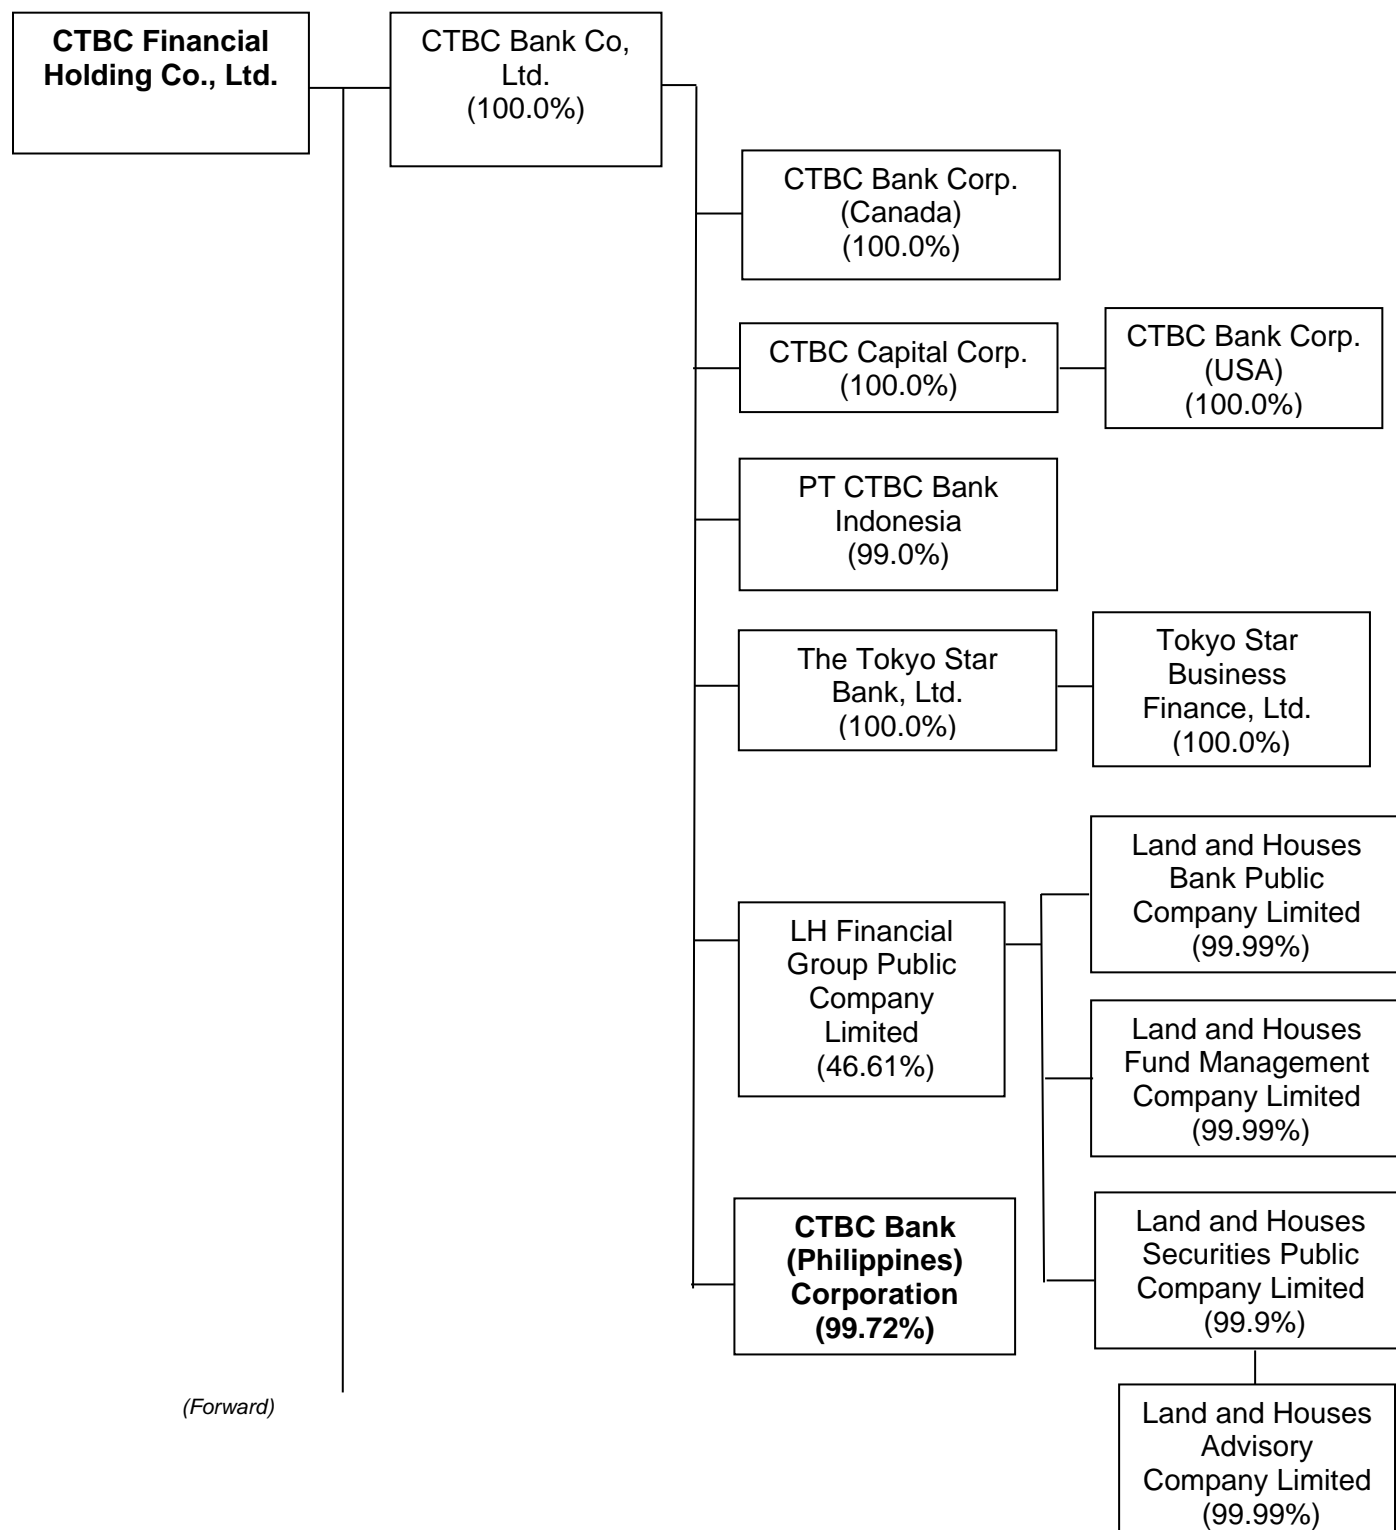 CTBC Financial
Holding Co., Ltd.
CTBC Bank Co,
Ltd.
(100.0%)
CTBC Bank Corp.
(Canada)
(100.0%)
CTBC Capital Corp.
(100.0%)
CTBC Bank Corp.
(USA)
(100.0%)
PT CTBC Bank
Indonesia
(99.0%)
The Tokyo Star
Bank, Ltd.
(100.0%)
Tokyo Star
Business
Finance, Ltd.
(100.0%)
LH Financial
Group Public
Company
Limited
(46.61%)
Land and Houses
Bank Public
Company Limited
(99.99%)
Land and Houses
Fund Management
Company Limited
(99.99%)
CTBC Bank
(Philippines)
Corporation
(99.72%)
Land and Houses
Securities Public
Company Limited
(99.9%)
Land and Houses
Advisory
Company Limited
(99.99%)
(Forward)